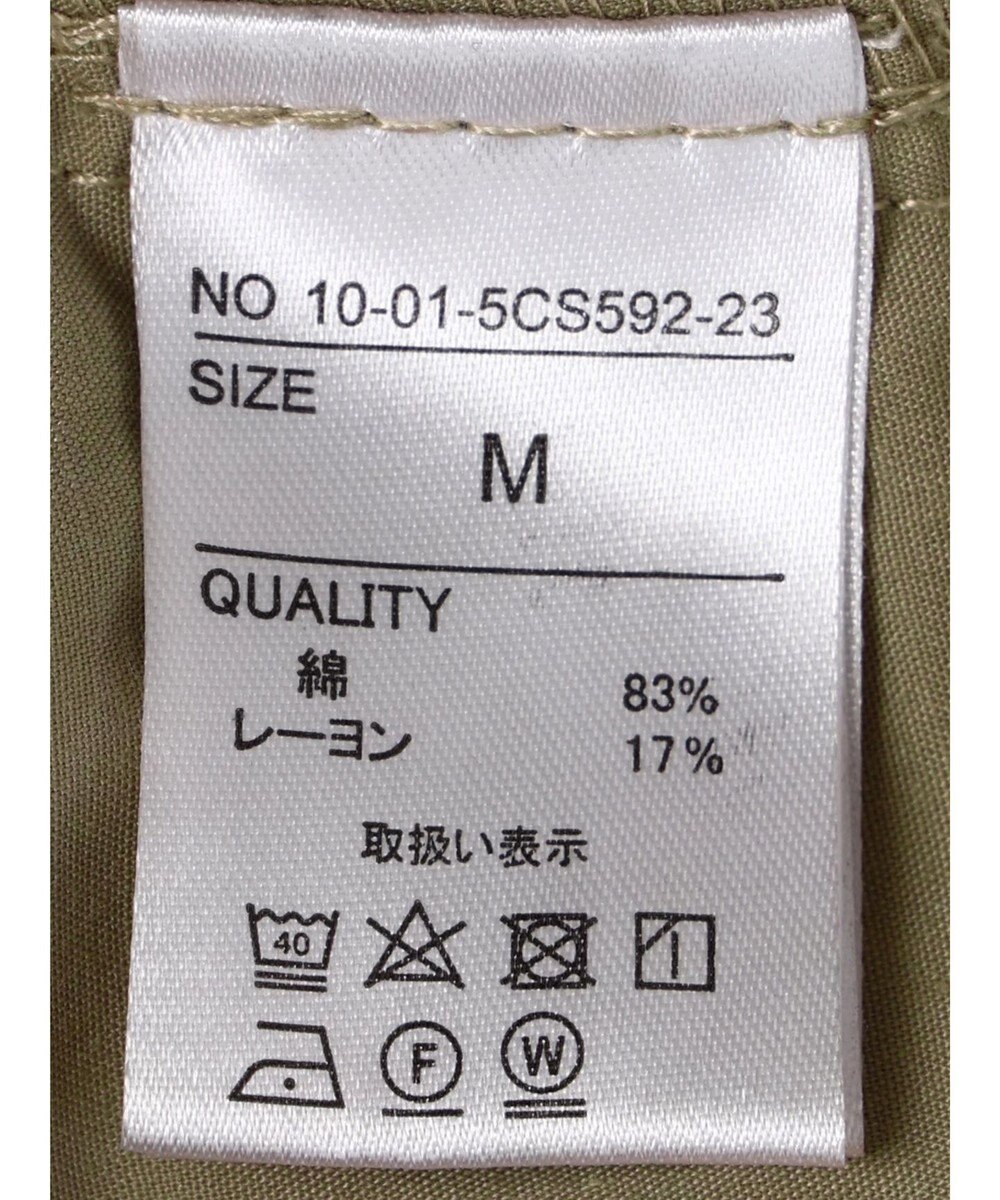 NO 10-01-5CS592-23
SIZE
M
QUALITY
綿 83%
レーヨン 17%
取扱い表示
40
F W